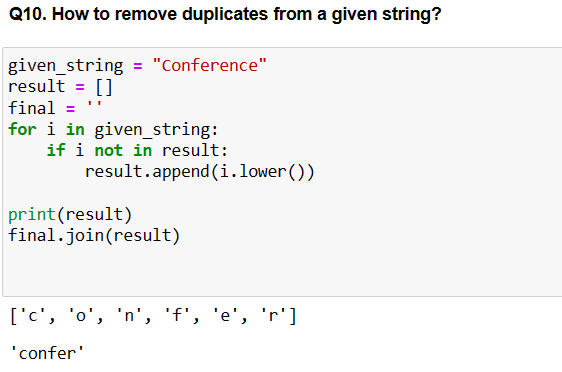 Q10. How to remove duplicates from a given string?
given_string = "Conference"
result = []
final = ''
for i in given_string:
    if i not in result:
        result.append(i.lower())
print(result)
final.join(result)
['c', 'o', 'n', 'f', 'e', 'r']
'confer'